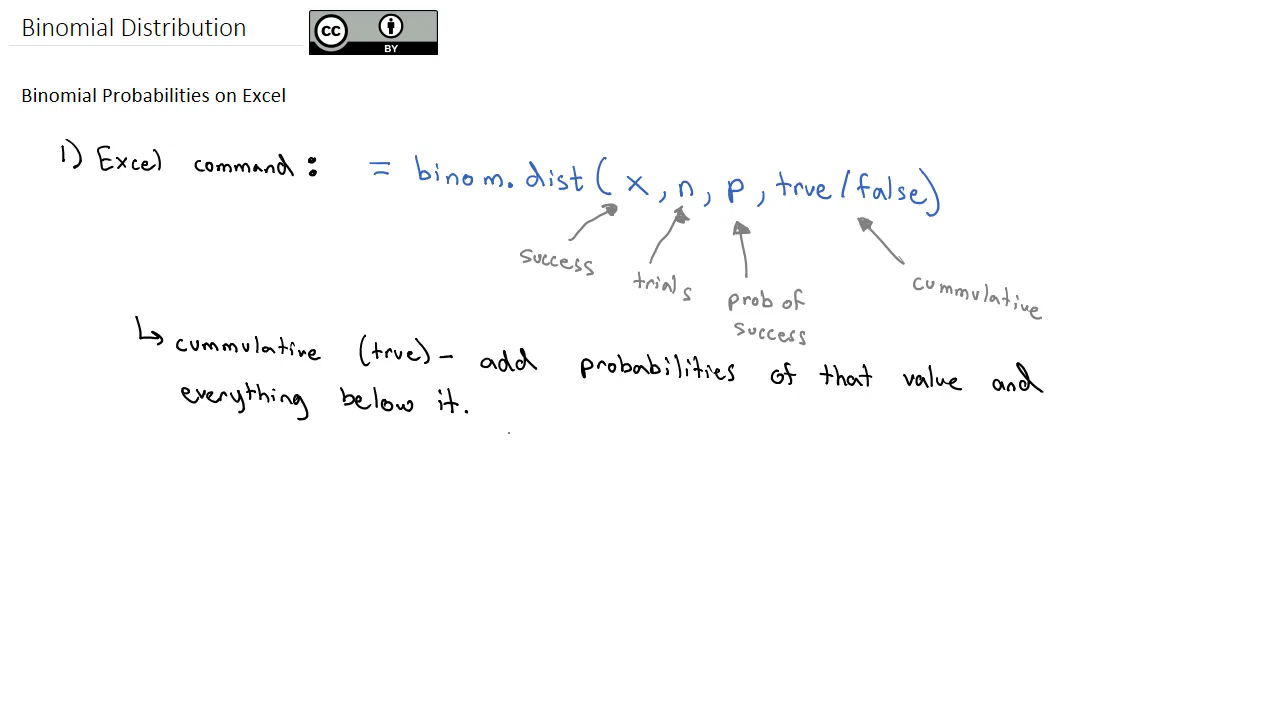 Binomial Distribution
cc
BY
Binomial Probabilities on Excel
1) Excel command: = binom.dist( x, n, p, true/false)
success
trials
prob of
success
cummulative
↳ cummulative (true) - add probabilities of that value and
everything below it.